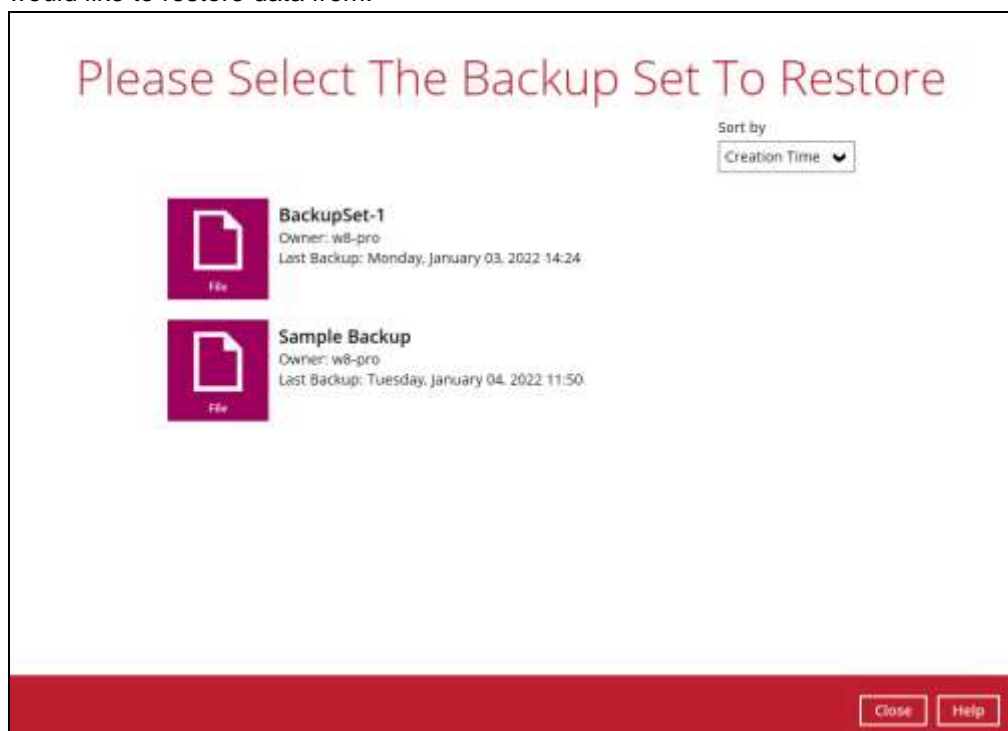 would like to restore data from.
Please Select The Backup Set To Restore
Sort by
Creation Time
BackupSet-1
Owner: w8-pro
Last Backup: Monday, January 03, 2022 14:24
File
Sample Backup
Owner: w8-pro
Last Backup: Tuesday, January 04, 2022 11:50
File
Close
Help